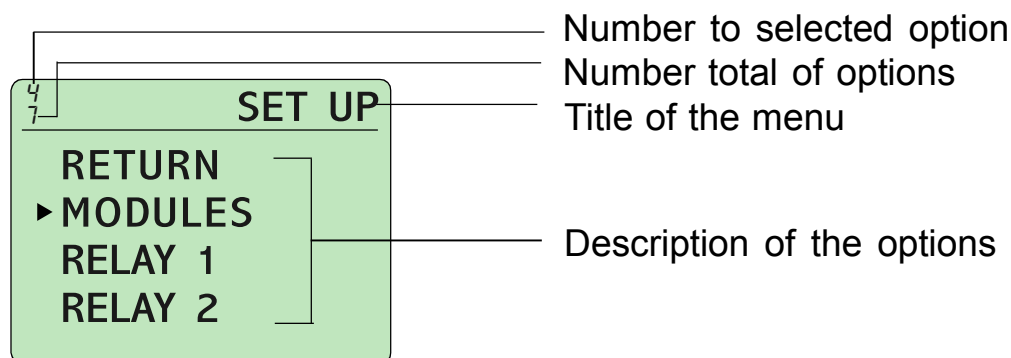 Number to selected option
Number total of options
4
7
SET UP
Title of the menu
RETURN
▶MODULES
RELAY 1
RELAY 2
Description of the options